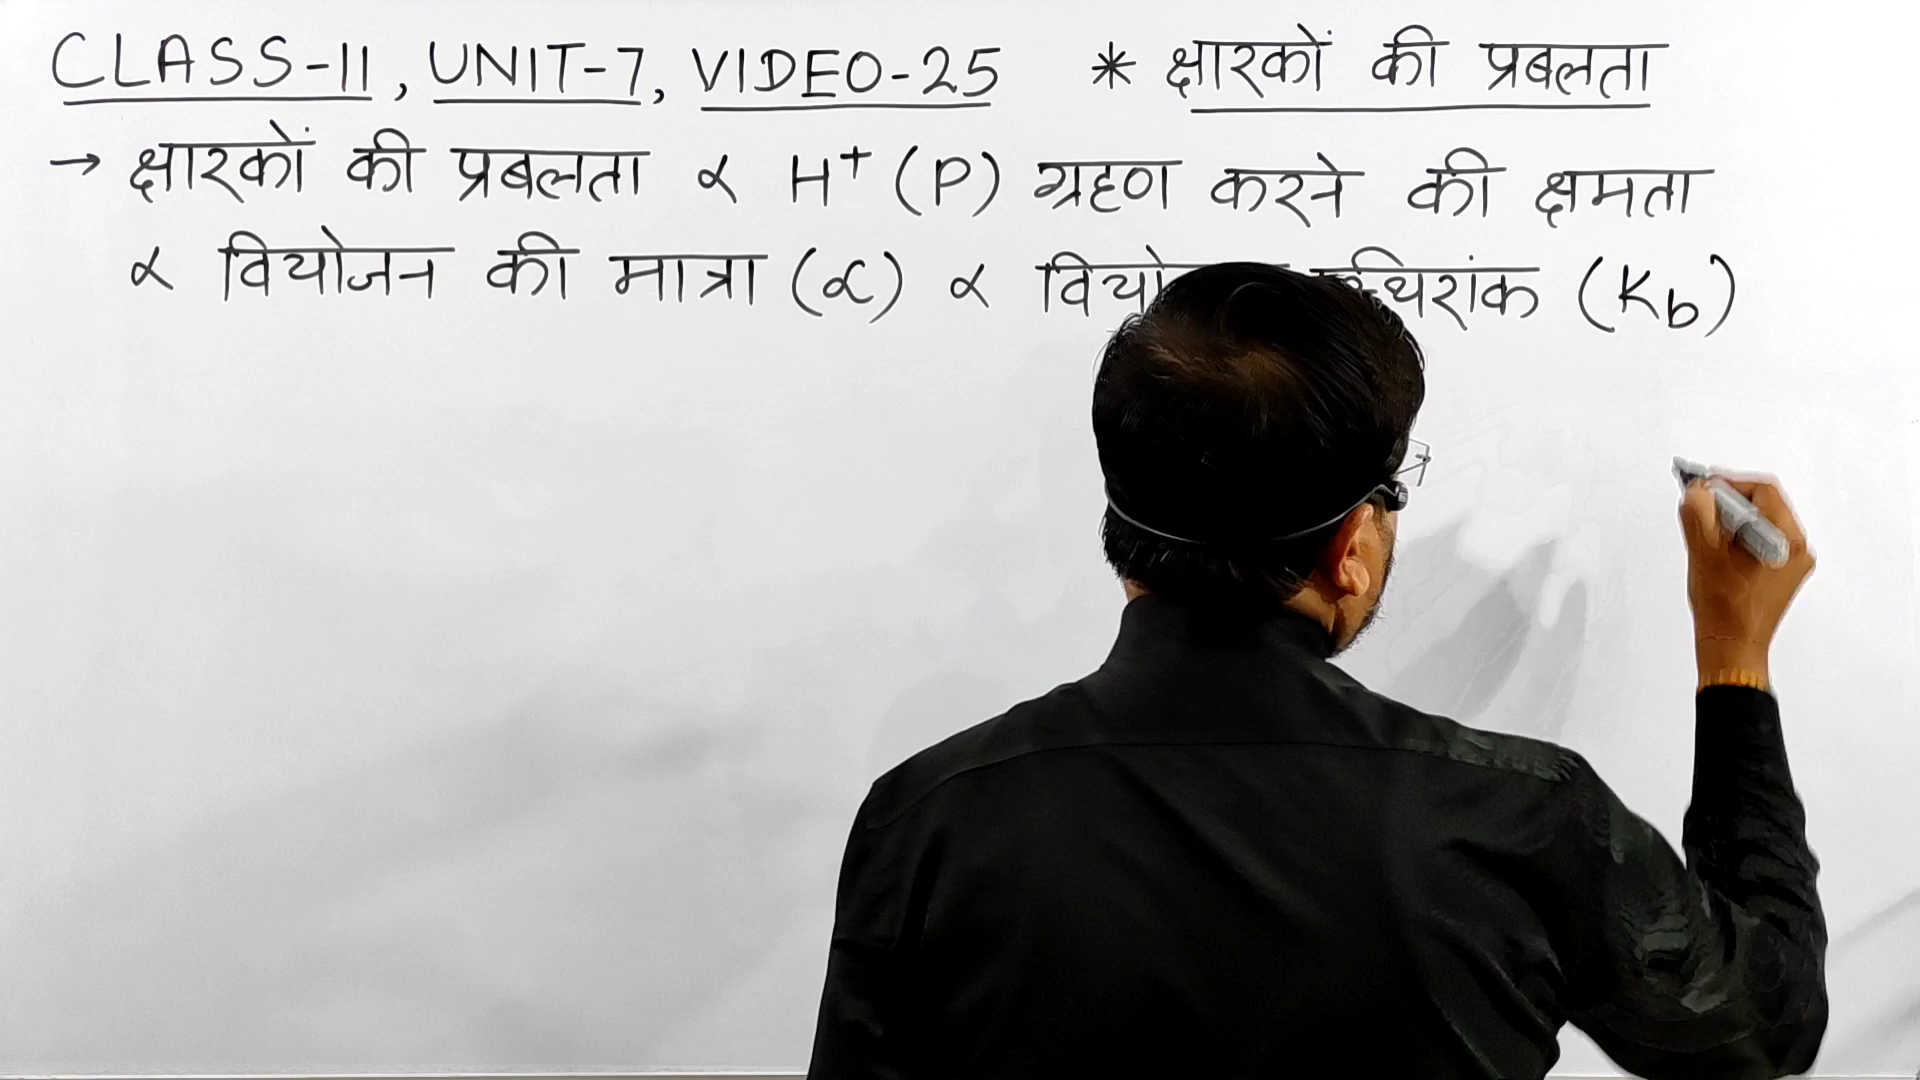 CLASS-11, UNIT-7, VIDEO-25 * क्षारकों की प्रबलता
→ क्षारकों की प्रबलता ∝ H⁺ (P) ग्रहण करने की क्षमता
∝ वियोजन की मात्रा (∝) ∝ (Kb)